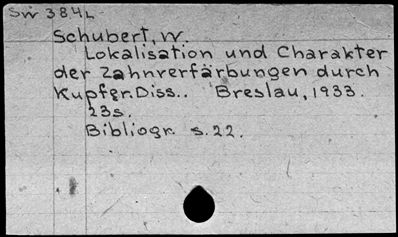 SW 384L
Schubert, W.
Lokalisation und Charakter
der Zahnverfärbungen durch
Kupfer. Diss.. Breslau, 1933.
23s.
Bibliogr. s.22.